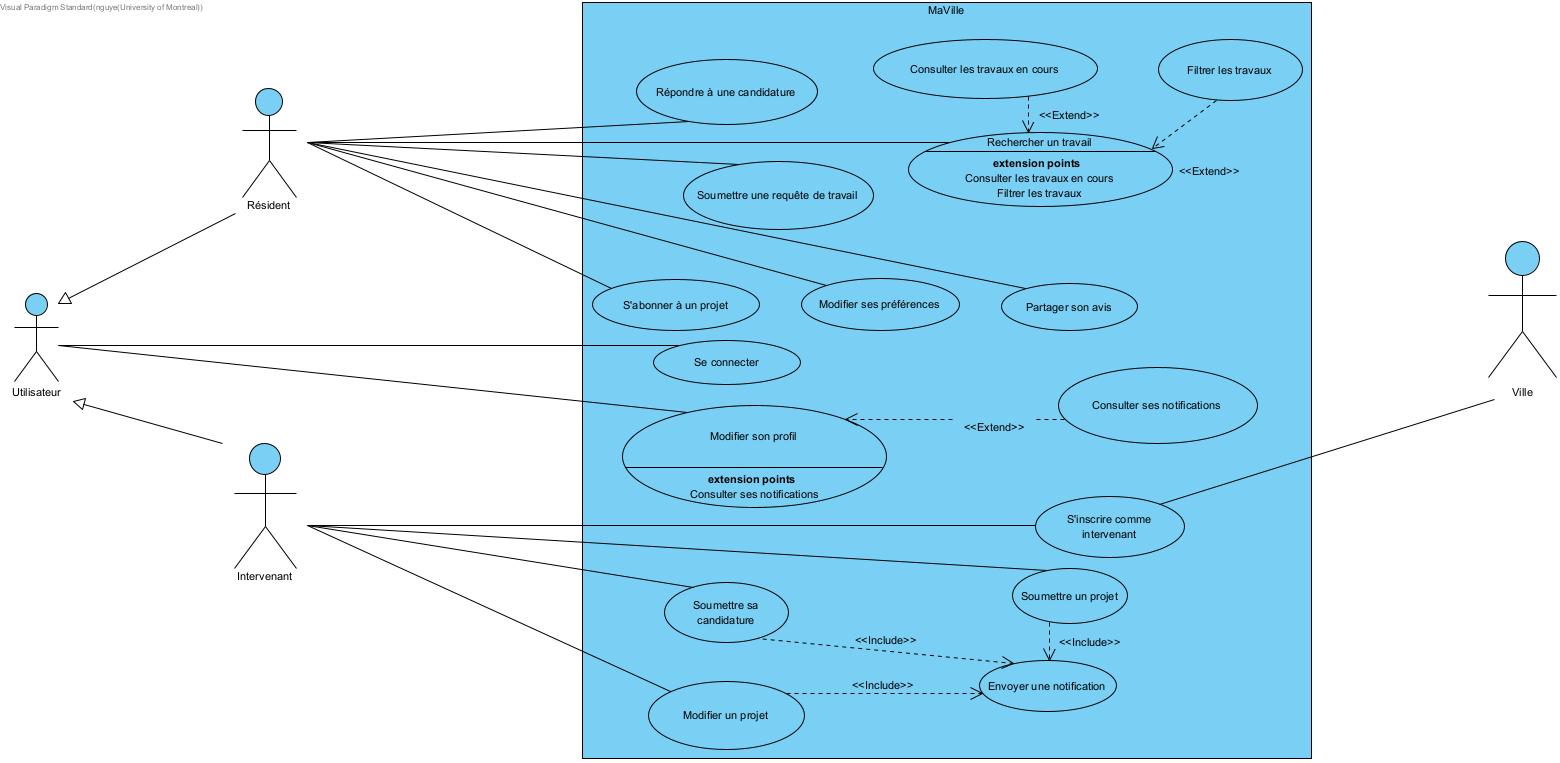 Visual Paradigm Standard(nguye(University of Montreal))
MaVille
Consulter les travaux en cours
Filtrer les travaux
Répondre à une candidature
<<Extend>>
Rechercher un travail
extension points
Consulter les travaux en cours
Filtrer les travaux
<<Extend>>
Soumettre une requête de travail
Résident
S'abonner à un projet
Modifier ses préférences
Partager son avis
Se connecter
Utilisateur
Ville
Consulter ses notifications
<<Extend>>
Modifier son profil
extension points
Consulter ses notifications
S'inscrire comme
intervenant
Intervenant
Soumettre sa
candidature
Soumettre un projet
<<Include>>
<<Include>>
<<Include>>
Envoyer une notification
Modifier un projet